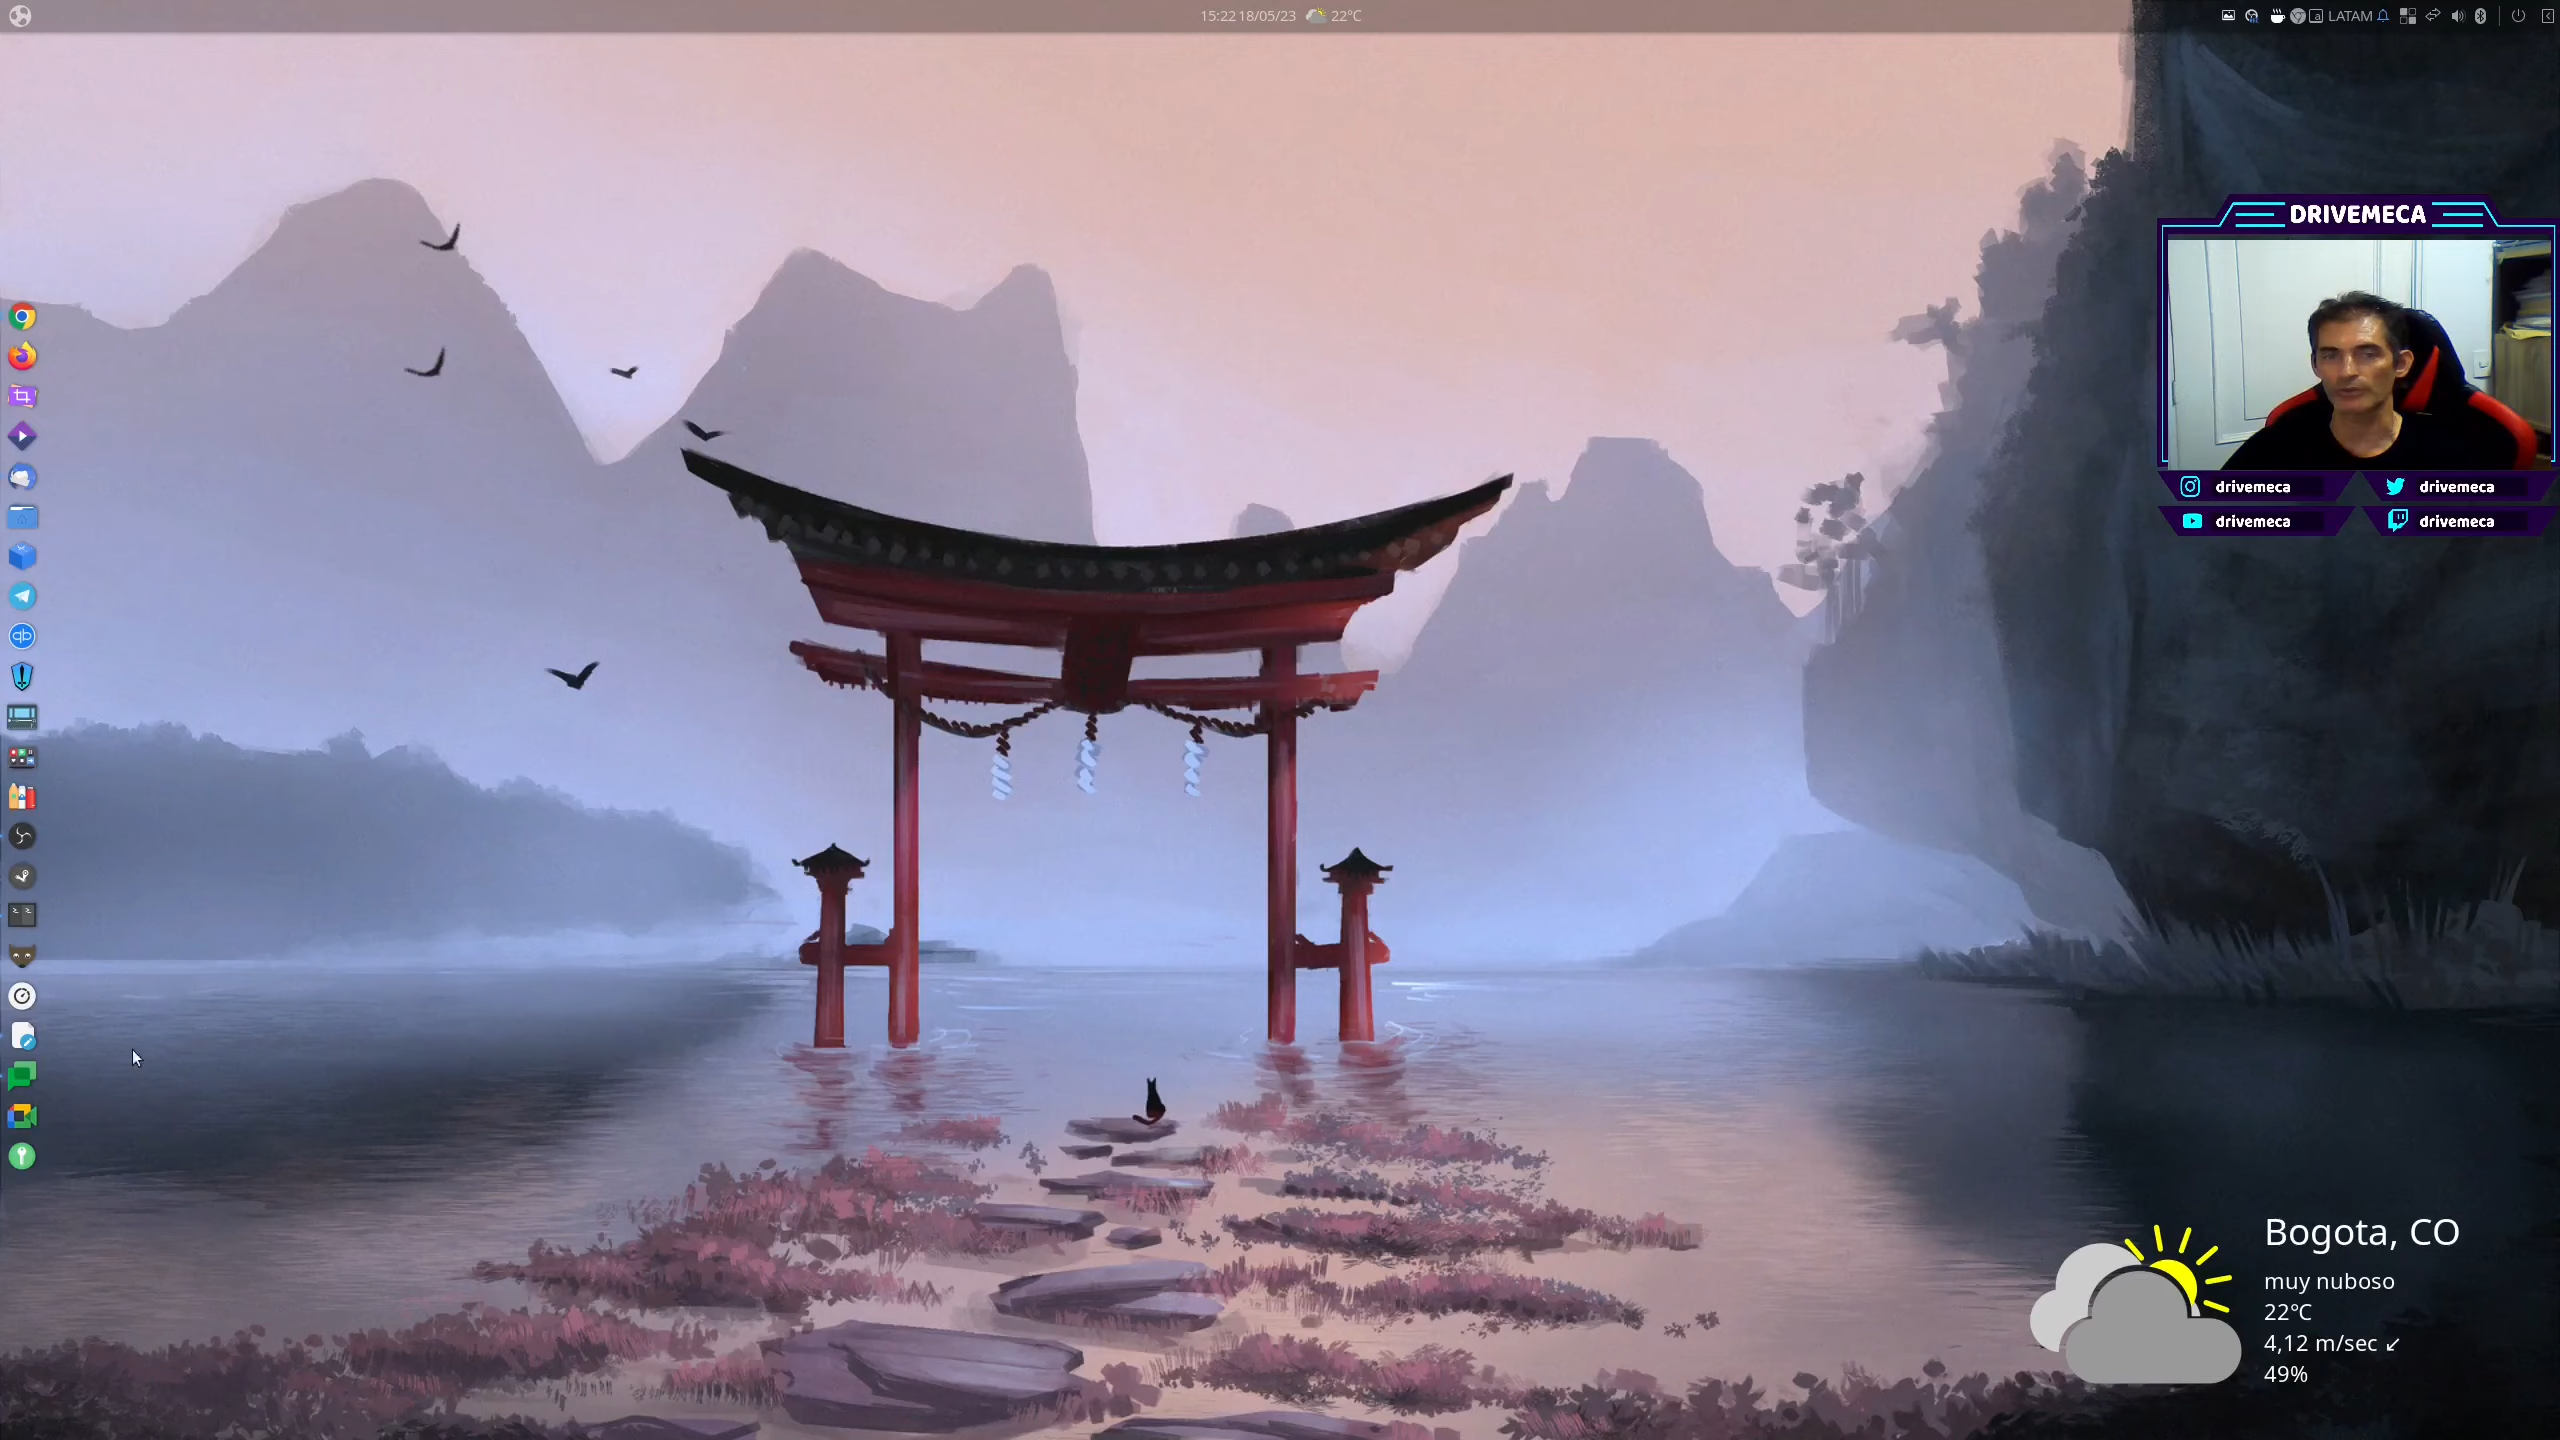 15:22 18/05/23 22°C
LATAM
DRIVEMECA
drivemeca drivemeca
drivemeca drivemeca
Bogota, CO
muy nuboso
22°C
4,12 m/sec ↙
49%